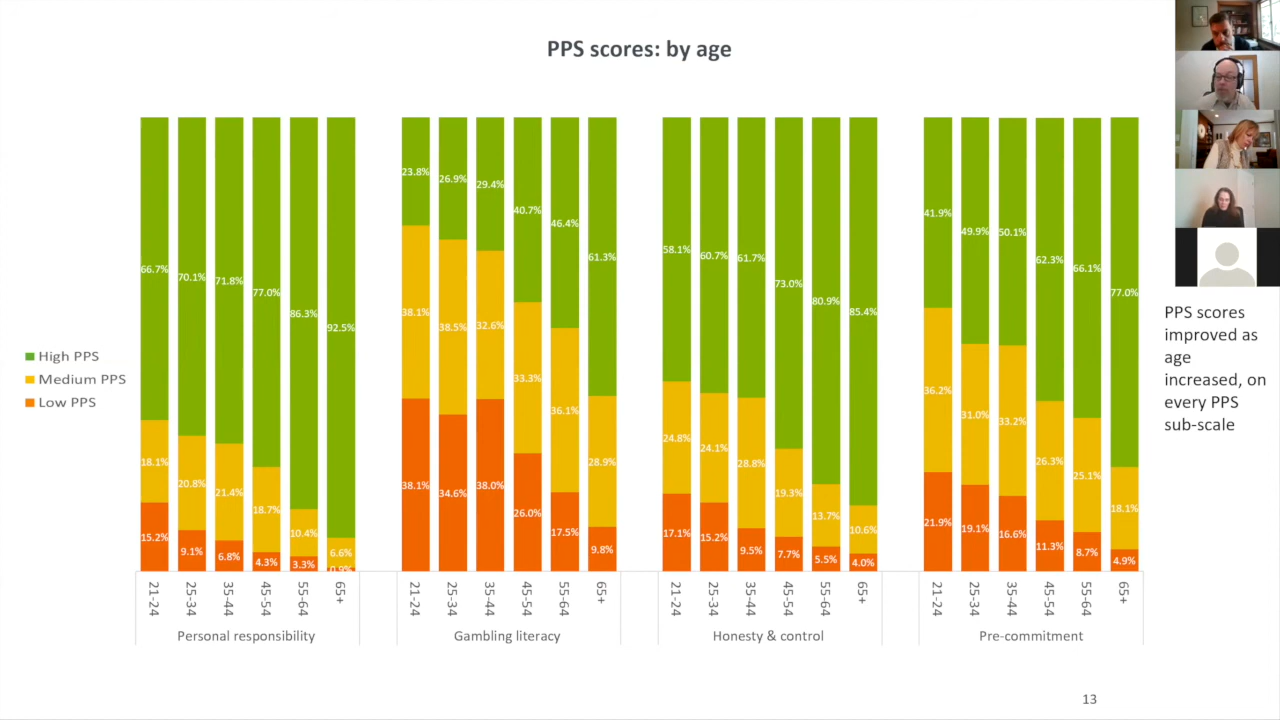 PPS scores: by age
High PPS
Medium PPS
Low PPS
66.7% 70.1% 71.8% 77.0% 86.3% 92.5%
18.1% 20.8% 21.4% 18.7% 10.4% 6.6%
15.2% 9.1% 6.8% 4.3% 3.3% 0.9%
21-24 25-34 35-44 45-54 55-64 65+
Personal responsibility
23.8% 26.9% 29.4% 40.7% 46.4% 61.3%
38.1% 38.5% 32.6% 33.3% 36.1% 28.9%
38.1% 34.6% 38.0% 26.0% 17.5% 9.8%
21-24 25-34 35-44 45-54 55-64 65+
Gambling literacy
58.1% 60.7% 61.7% 73.0% 80.9% 85.4%
24.8% 24.1% 28.8% 19.3% 13.7% 10.6%
17.1% 15.2% 9.5% 7.7% 5.5% 4.0%
21-24 25-34 35-44 45-54 55-64 65+
Honesty & control
41.9% 49.9% 50.1% 62.3% 66.1% 77.0%
36.2% 31.0% 33.2% 26.3% 25.1% 18.1%
21.9% 19.1% 16.6% 11.3% 8.7% 4.9%
21-24 25-34 35-44 45-54 55-64 65+
Pre-commitment
PPS scores
improved as
age
increased, on
every PPS
sub-scale
13